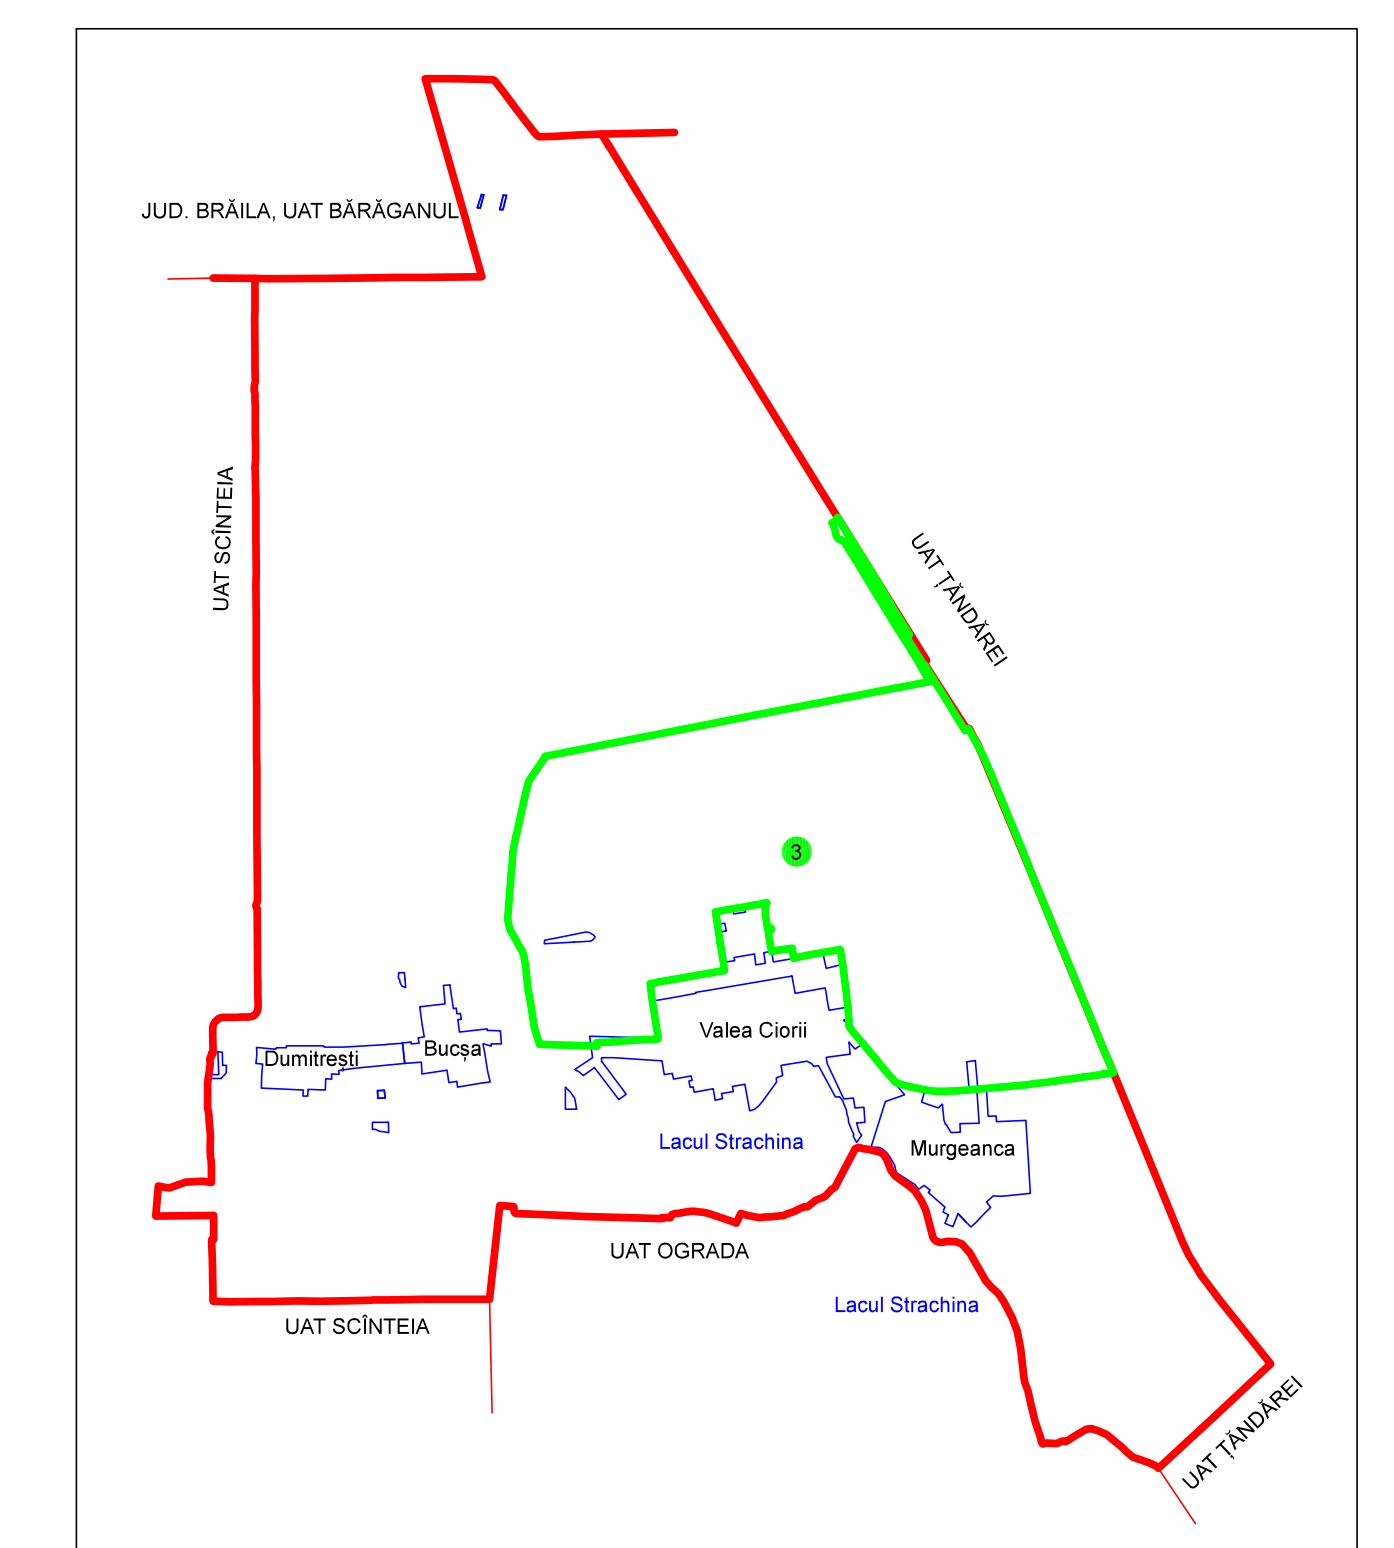 JUD. BRĂILA, UAT BĂRĂGANUL
UAT SCÎNTEIA
UAT ȚĂNDĂREI
3
Valea Ciorii
Dumitrești
Bucșa
Lacul Strachina
Murgeanca
UAT OGRADA
Lacul Strachina
UAT SCÎNTEIA
UAT ȚĂNDĂREI